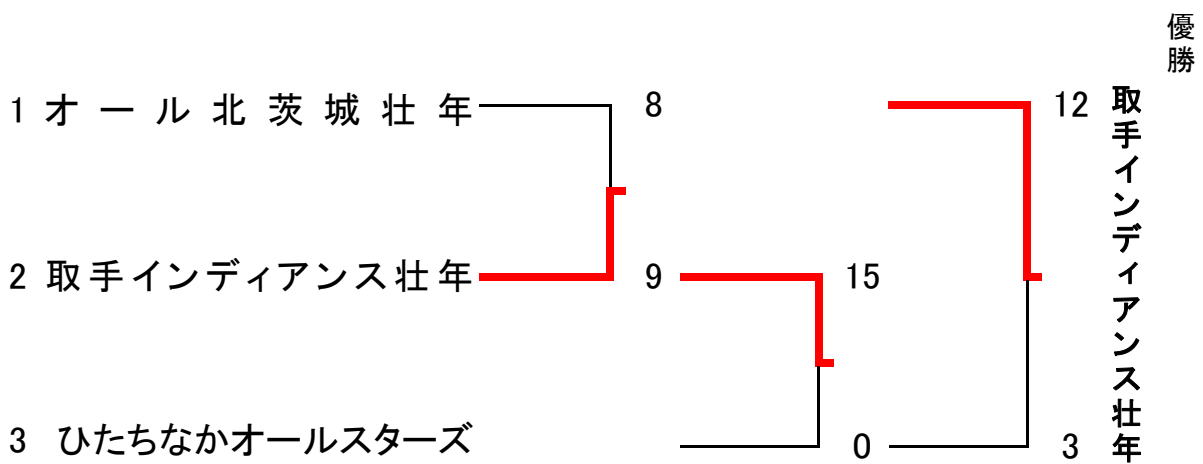 優勝
1 オール北茨城壮年 8 12
2 取手インディアンス壮年 9 15
3 ひたちなかオールスターズ 0 3
取手インディアンス壮年